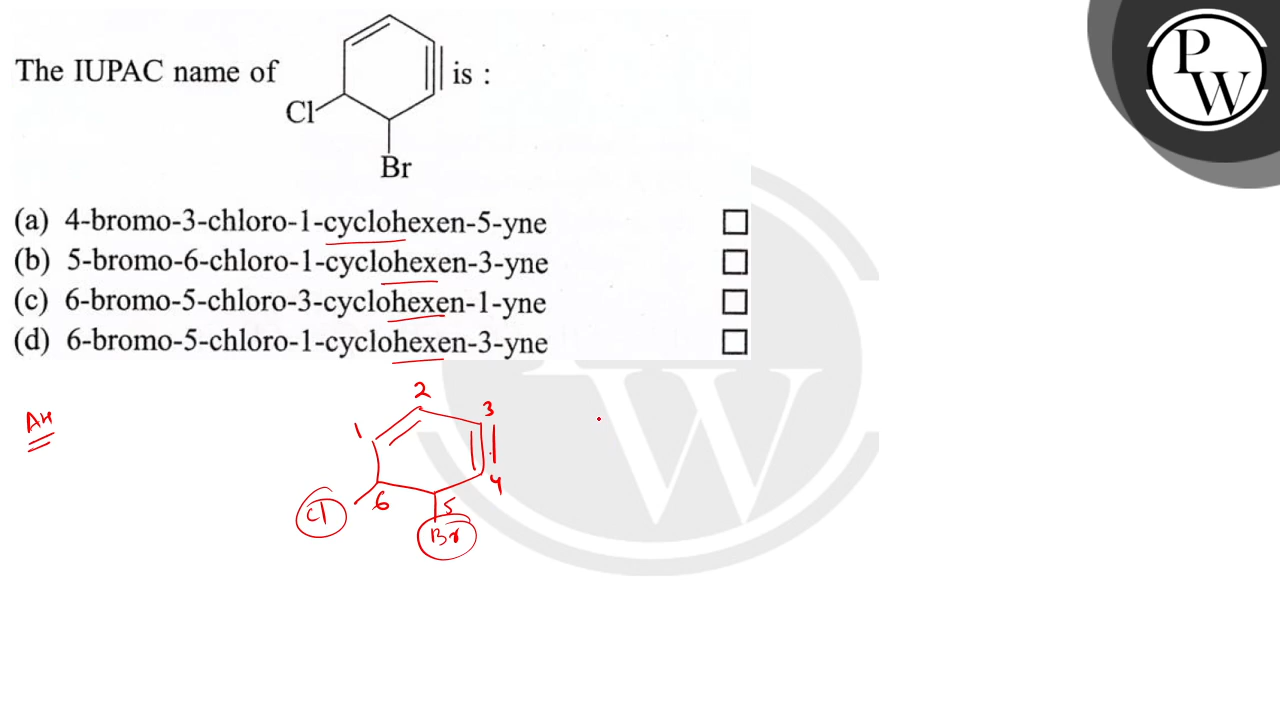 The IUPAC name of is :
Cl
Br
(a) 4-bromo-3-chloro-1-cyclohexen-5-yne
(b) 5-bromo-6-chloro-1-cyclohexen-3-yne
(c) 6-bromo-5-chloro-3-cyclohexen-1-yne
(d) 6-bromo-5-chloro-1-cyclohexen-3-yne
2
1
3
4
6
5
Cl
Br
P
W
W